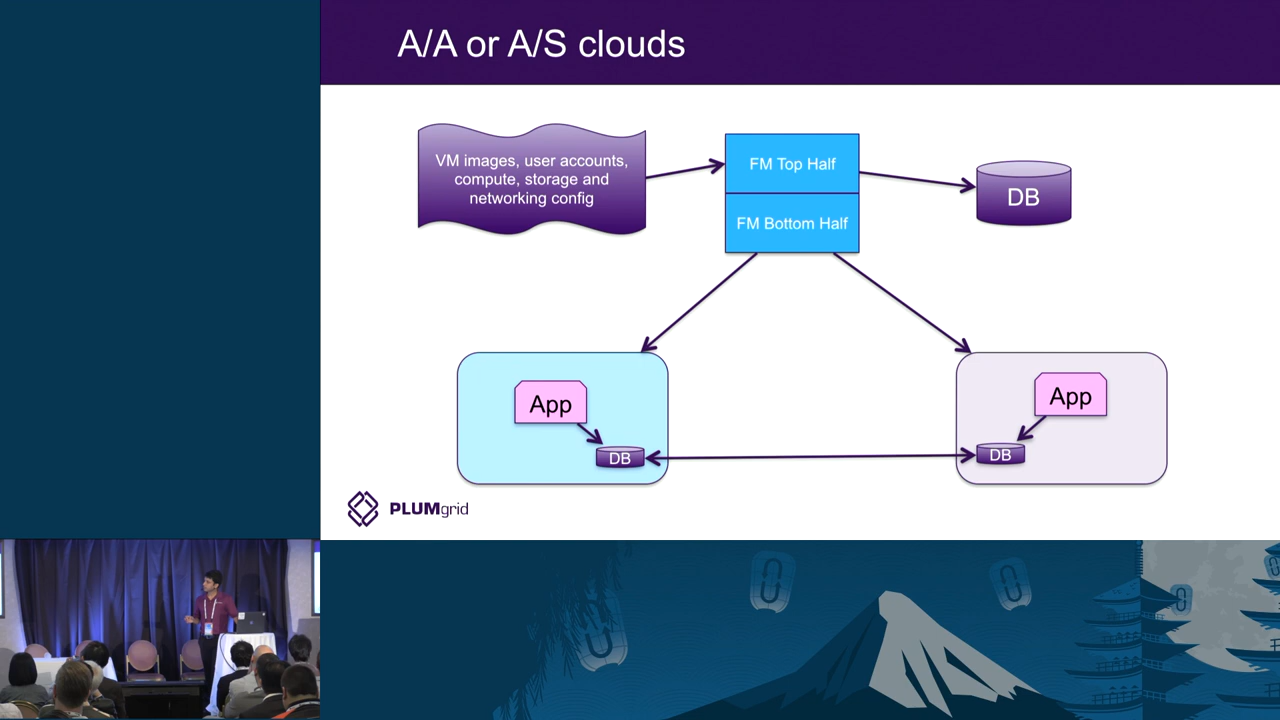 A/A or A/S clouds
VM images, user accounts,
compute, storage and
networking config
FM Top Half
FM Bottom Half
DB
App
DB
App
DB
PLUMgrid